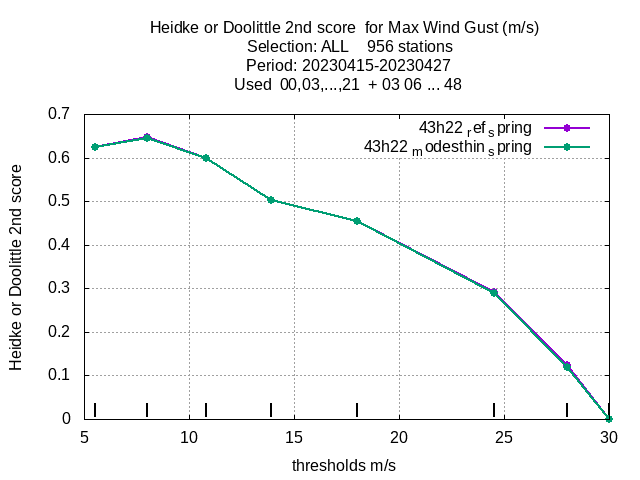 Heidke or Doolittle 2nd score  for Max Wind Gust (m/s)
Selection: ALL    956 stations
Period: 20230415-20230427
Used  00,03,...,21  + 03 06 ... 48
43h22 ref spring
43h22 modesthin spring
0.7
0.6
0.5
0.4
0.3
0.2
0.1
0
Heidke or Doolittle 2nd score
5 10 15 20 25 30
thresholds m/s